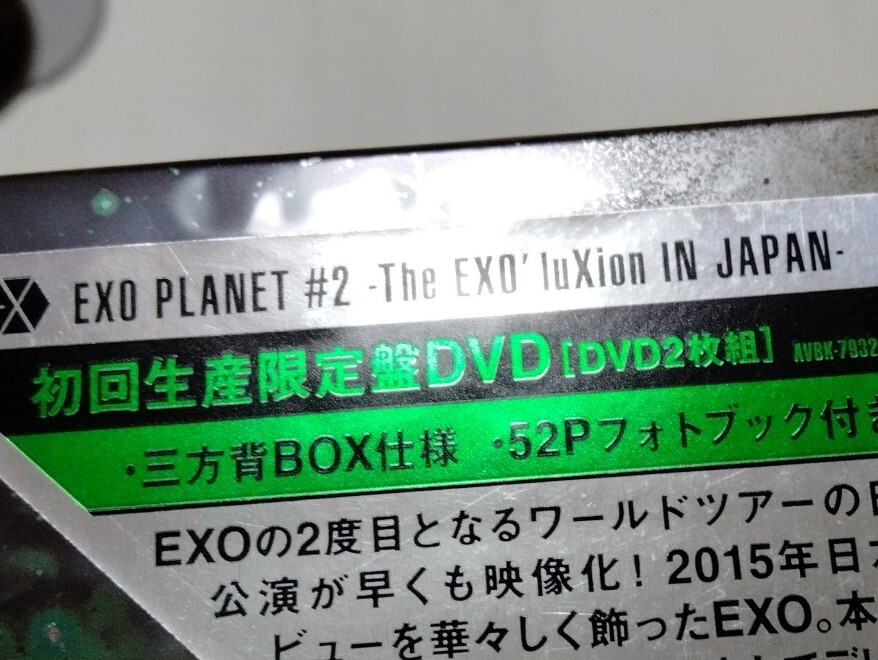 EXO PLANET #2 -The EXO'luXion IN JAPAN-
初回生産限定盤DVD [DVD2枚組] AVBK-7932
・三方背BOX仕様 ・52Pフォトブック付き
EXOの2度目となるワールドツアーの
公演が早くも映像化!2015年日
ビューを華々しく飾ったEXO。本